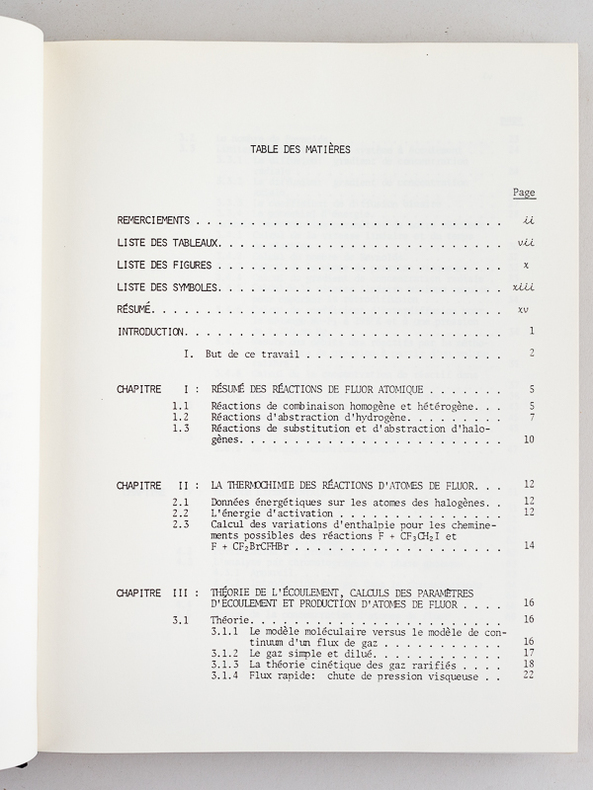 TABLE DES MATIÈRES
Page
REMERCIEMENTS . . . . . . . . . . . . . . . . . . . . . . . . . . . . ii
LISTE DES TABLEAUX. . . . . . . . . . . . . . . . . . . . . . . . . . vii
LISTE DES FIGURES . . . . . . . . . . . . . . . . . . . . . . . . . . x
LISTE DES SYMBOLES. . . . . . . . . . . . . . . . . . . . . . . . . . xiii
RÉSUMÉ. . . . . . . . . . . . . . . . . . . . . . . . . . . . . . . . xv
INTRODUCTION. . . . . . . . . . . . . . . . . . . . . . . . . . . . . 1
I. But de ce travail . . . . . . . . . . . . . . . . . . 2
CHAPITRE I : RÉSUMÉ DES RÉACTIONS DE FLUOR ATOMIQUE . . . . . . . 5
1.1 Réactions de combinaison homogène et hétérogène. . . 5
1.2 Réactions d'abstraction d'hydrogène. . . . . . . . . 7
1.3 Réactions de substitution et d'abstraction d'halo-
gènes. . . . . . . . . . . . . . . . . . . . . . . . 10
CHAPITRE II : LA THERMOCHIMIE DES RÉACTIONS D'ATOMES DE FLUOR. . . 12
2.1 Données énergétiques sur les atomes des halogènes. . 12
2.2 L'énergie d'activation . . . . . . . . . . . . . . . 12
2.3 Calcul des variations d'enthalpie pour les chemine-
ments possibles des réactions F + CF₃CH₂I et
F + CF₂BrCFHBr . . . . . . . . . . . . . . . . . . . 14
CHAPITRE III : THÉORIE DE L'ÉCOULEMENT, CALCULS DES PARAMÈTRES
D'ÉCOULEMENT ET PRODUCTION D'ATOMES DE FLUOR . . . . 16
3.1 Théorie. . . . . . . . . . . . . . . . . . . . . . . 16
3.1.1 Le modèle moléculaire versus le modèle de con-
tinuum d'un flux de gaz . . . . . . . . . . . 16
3.1.2 Le gaz simple et dilué. . . . . . . . . . . . 17
3.1.3 La théorie cinétique des gaz rarifiés . . . . 18
3.1.4 Flux rapide: chute de pression visqueuse . . 22